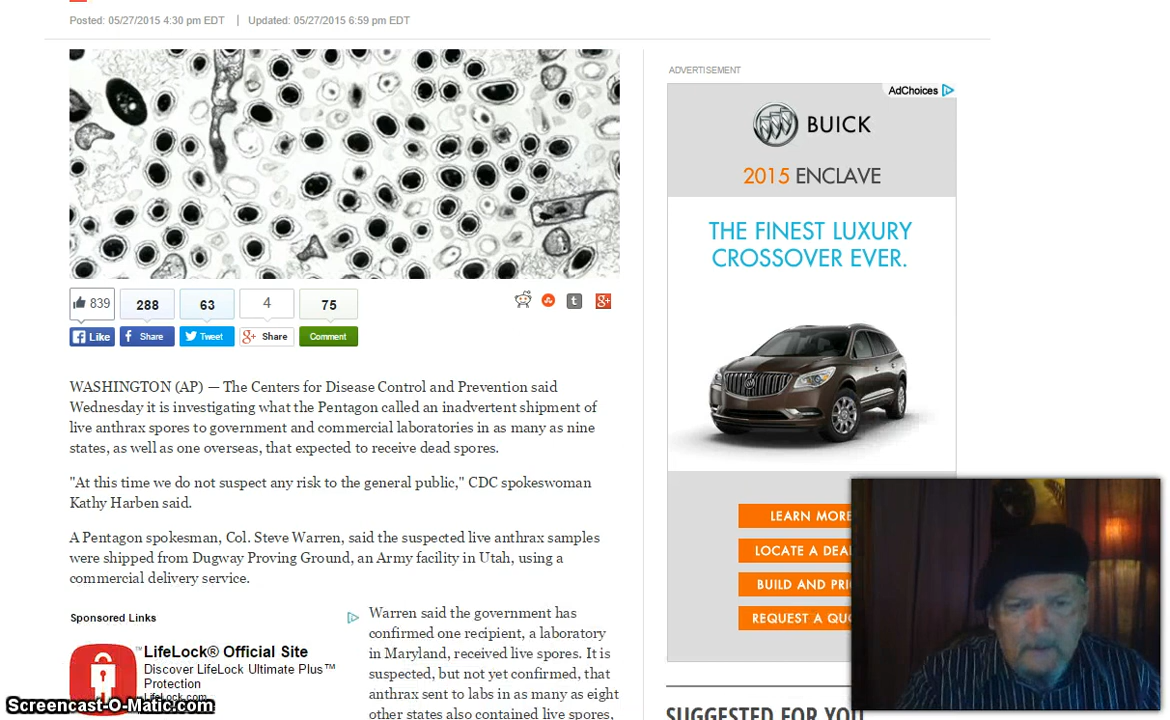 Posted: 05/27/2015 4:30 pm EDT | Updated: 05/27/2015 6:59 pm EDT
ADVERTISEMENT
AdChoices
BUICK
2015 ENCLAVE
THE FINEST LUXURY
CROSSOVER EVER.
839
288
63
4
75
Like
Share
Tweet
Share
Comment
WASHINGTON (AP) — The Centers for Disease Control and Prevention said
Wednesday it is investigating what the Pentagon called an inadvertent shipment of
live anthrax spores to government and commercial laboratories in as many as nine
states, as well as one overseas, that expected to receive dead spores.
"At this time we do not suspect any risk to the general public," CDC spokeswoman
Kathy Harben said.
A Pentagon spokesman, Col. Steve Warren, said the suspected live anthrax samples
were shipped from Dugway Proving Ground, an Army facility in Utah, using a
commercial delivery service.
LEARN MORE
LOCATE A DEA
BUILD AND PRI
REQUEST A QUO
Sponsored Links
LifeLock® Official Site
Discover LifeLock Ultimate Plus™
Protection
LifeLock.com
Warren said the government has
confirmed one recipient, a laboratory
in Maryland, received live spores. It is
suspected, but not yet confirmed, that
anthrax sent to labs in as many as eight
other states also contained live spores,
SUGGESTED FOR YOU
Screencast-O-Matic.com